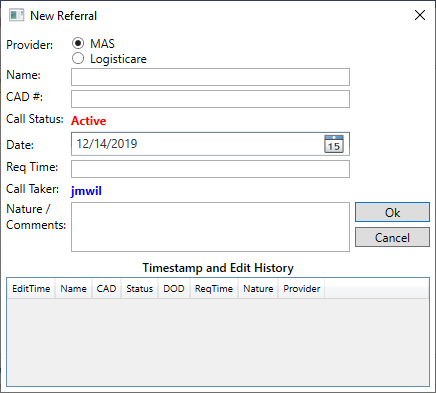 New Referral
Provider: MAS
Logisticare
Name:
CAD #:
Call Status: Active
Date: 12/14/2019 15
Req Time:
Call Taker: jmwil
Nature /
Comments:
Ok
Cancel
Timestamp and Edit History
EditTime Name CAD Status DOD ReqTime Nature Provider